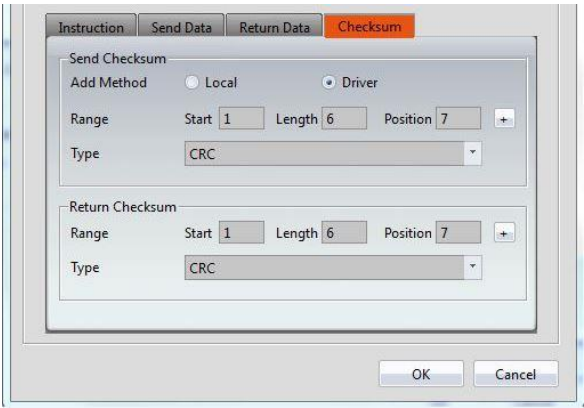 Instruction Send Data Return Data Checksum
Send Checksum
Add Method Local Driver
Range Start 1 Length 6 Position 7 +
Type CRC
Return Checksum
Range Start 1 Length 6 Position 7 +
Type CRC
OK Cancel